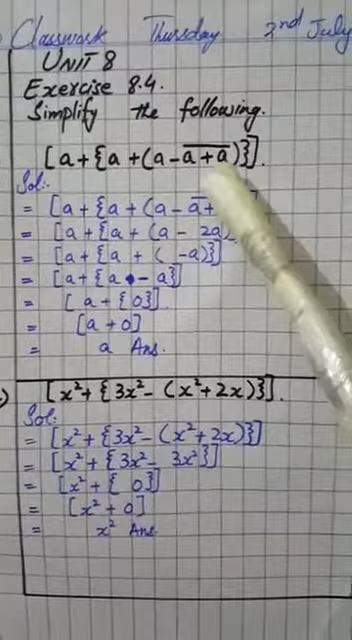 Classwork Thursday 2nd July
UNIT 8
Exercise 8.4.
Simplify the following.
[a+{a+(a-a̅+̅a̅)}].
Sol:
= [a+{a+(a-a̅+̅
= [a+{a+(a-2a)
= [a+{a+(-a)}]
= [a+{a-a}]
= [a+{0}]
= [a+0]
= a Ans.
) [x²+{3x²-(x²+2x)}].
Sol:
= [x²+{3x²-(x²+2x)}]
= [x²+{3x²-3x²}]
= [x²+{0}]
= [x²+0]
= x² Ans